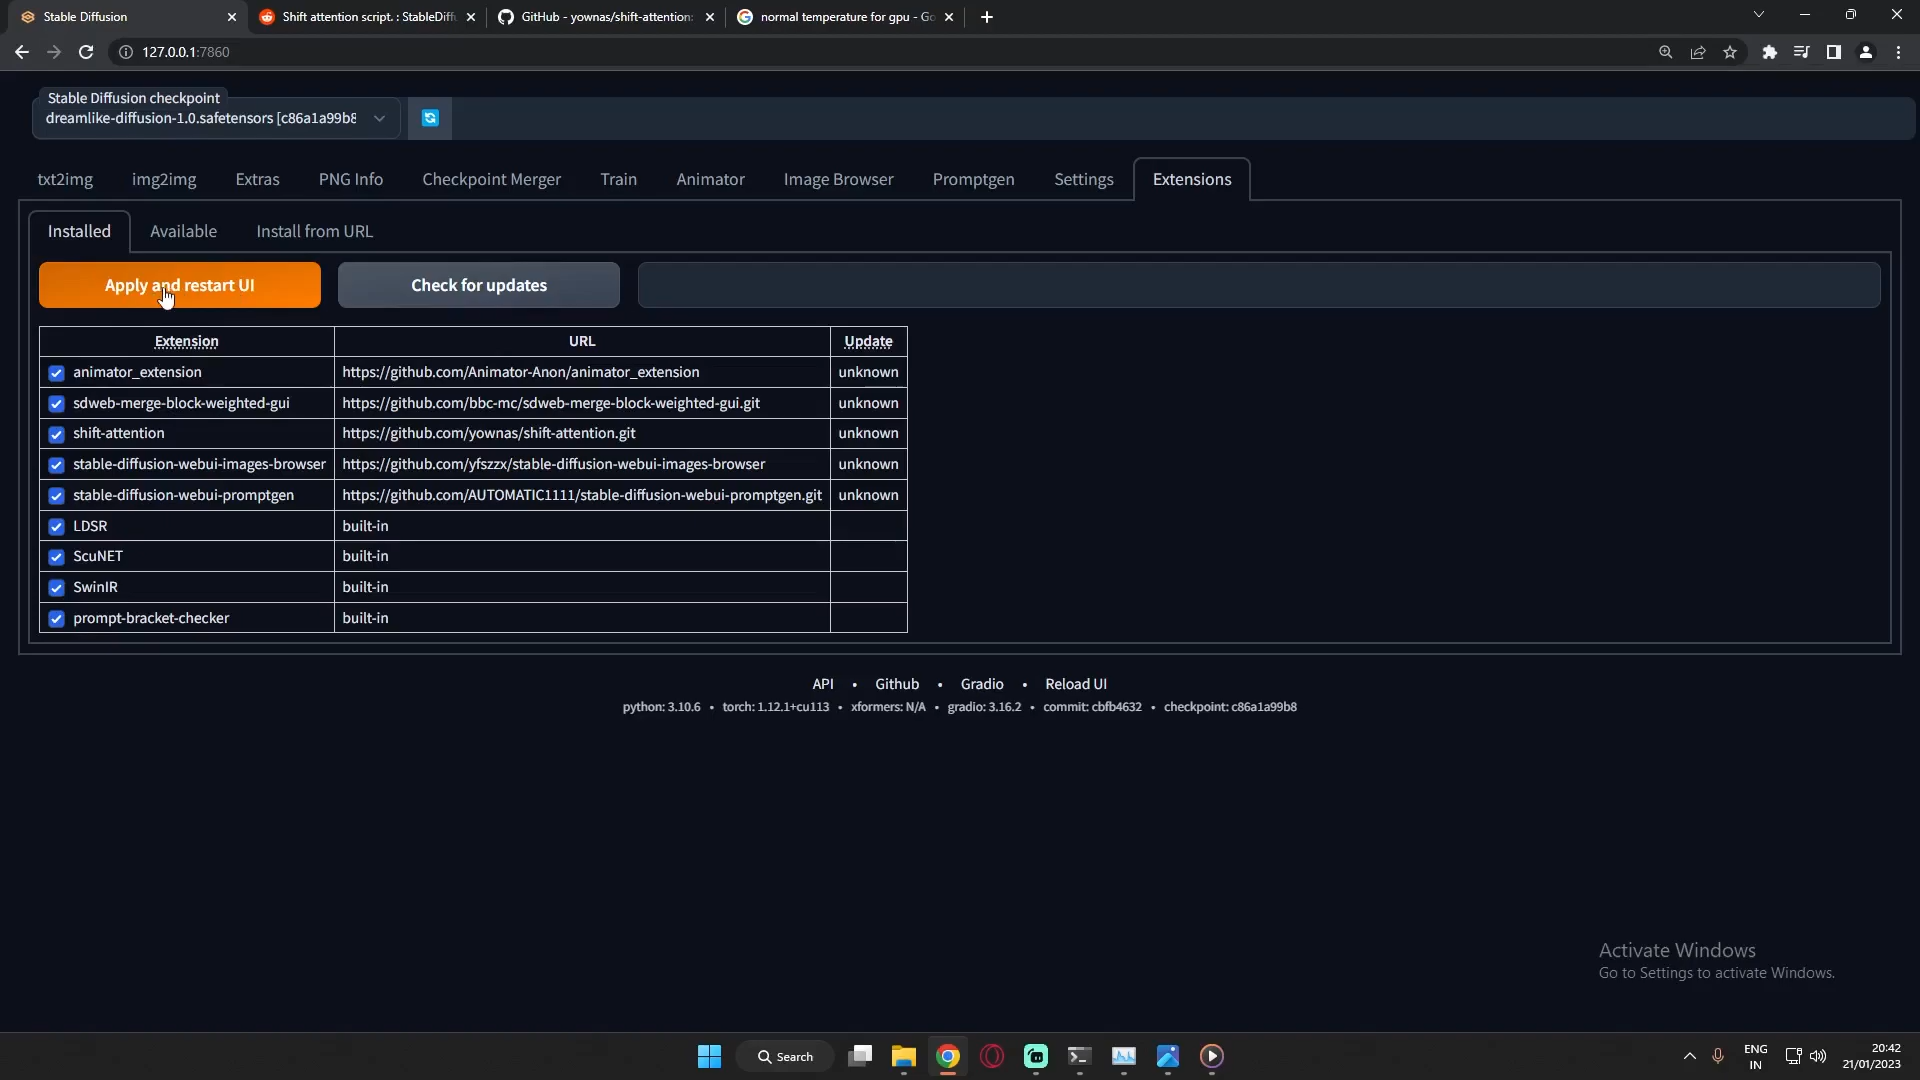 Stable Diffusion
Shift attention script. : StableDiff
GitHub - yownas/shift-attention:
normal temperature for gpu - Go
127.0.0.1:7860
Stable Diffusion checkpoint
dreamlike-diffusion-1.0.safetensors [c86a1a99b8
txt2img img2img Extras PNG Info Checkpoint Merger Train Animator Image Browser Promptgen Settings Extensions
Installed Available Install from URL
Apply and restart UI Check for updates
Extension URL Update
animator_extension https://github.com/Animator-Anon/animator_extension unknown
sdweb-merge-block-weighted-gui https://github.com/bbc-mc/sdweb-merge-block-weighted-gui.git unknown
shift-attention https://github.com/yownas/shift-attention.git unknown
stable-diffusion-webui-images-browser https://github.com/yfszzx/stable-diffusion-webui-images-browser unknown
stable-diffusion-webui-promptgen https://github.com/AUTOMATIC1111/stable-diffusion-webui-promptgen.git unknown
LDSR built-in
ScuNET built-in
SwinIR built-in
prompt-bracket-checker built-in
API • Github • Gradio • Reload UI
python: 3.10.6 • torch: 1.12.1+cu113 • xformers: N/A • gradio: 3.16.2 • commit: cbfb4632 • checkpoint: c86a1a99b8
Activate Windows
Go to Settings to activate Windows.
Search
ENG
IN
20:42
21/01/2023